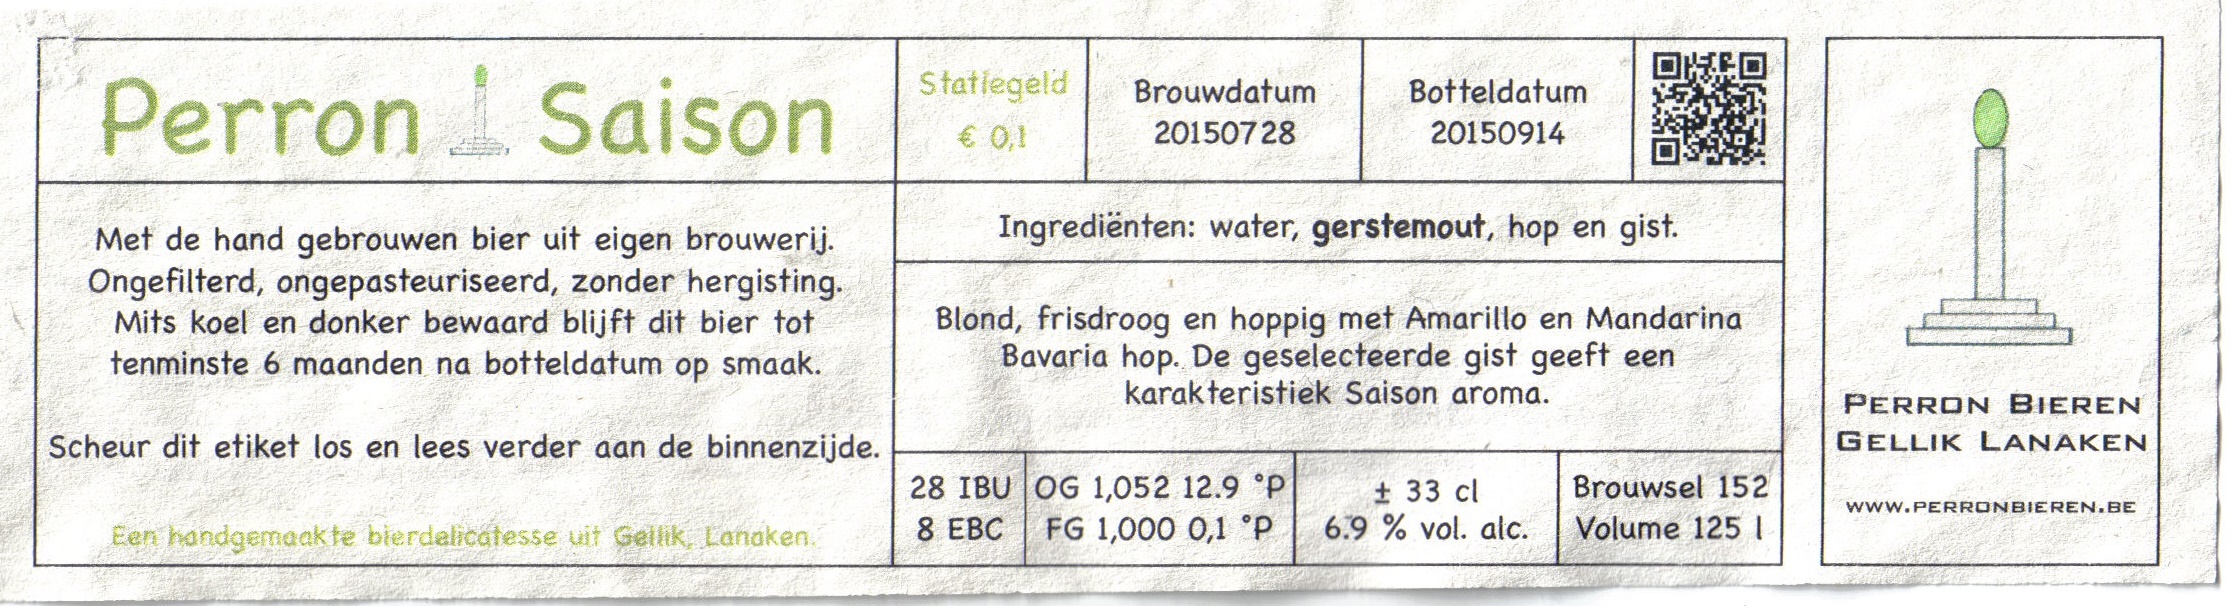 Perron Saison
Met de hand gebrouwen bier uit eigen brouwerij.
Ongefilterd, ongepasteuriseerd, zonder hergisting.
Mits koel en donker bewaard blijft dit bier tot
tenminste 6 maanden na botteldatum op smaak.
Scheur dit etiket los en lees verder aan de binnenzijde.
Een handgemaakte bierdelicatesse uit Gellik, Lanaken.
Statiegeld
€ 0,1
Brouwdatum
20150728
Botteldatum
20150914
Ingrediënten: water, gerstemout, hop en gist.
Blond, frisdroog en hoppig met Amarillo en Mandarina
Bavaria hop. De geselecteerde gist geeft een
karakteristiek Saison aroma.
28 IBU
8 EBC
OG 1,052 12.9 °P
FG 1,000 0,1 °P
± 33 cl
6.9 % vol. alc.
Brouwsel 152
Volume 125 l
PERRON BIEREN
GELLIK LANAKEN
WWW.PERRONBIEREN.BE